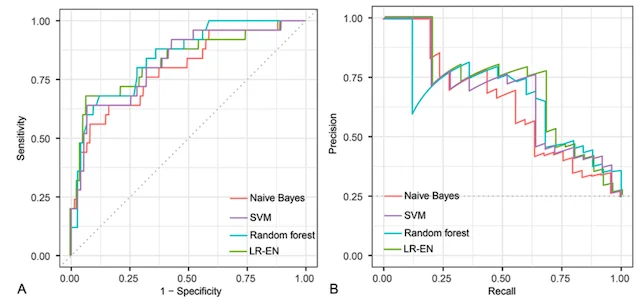 1.00
0.75
0.50
0.25
0.00
Sensitivity
Naive Bayes
SVM
Random forest
LR-EN
0.00 0.25 0.50 0.75 1.00
1 − Specificity
A
1.00
0.75
0.50
0.25
0.00
Precision
Naive Bayes
SVM
Random forest
LR-EN
0.00 0.25 0.50 0.75 1.00
Recall
B